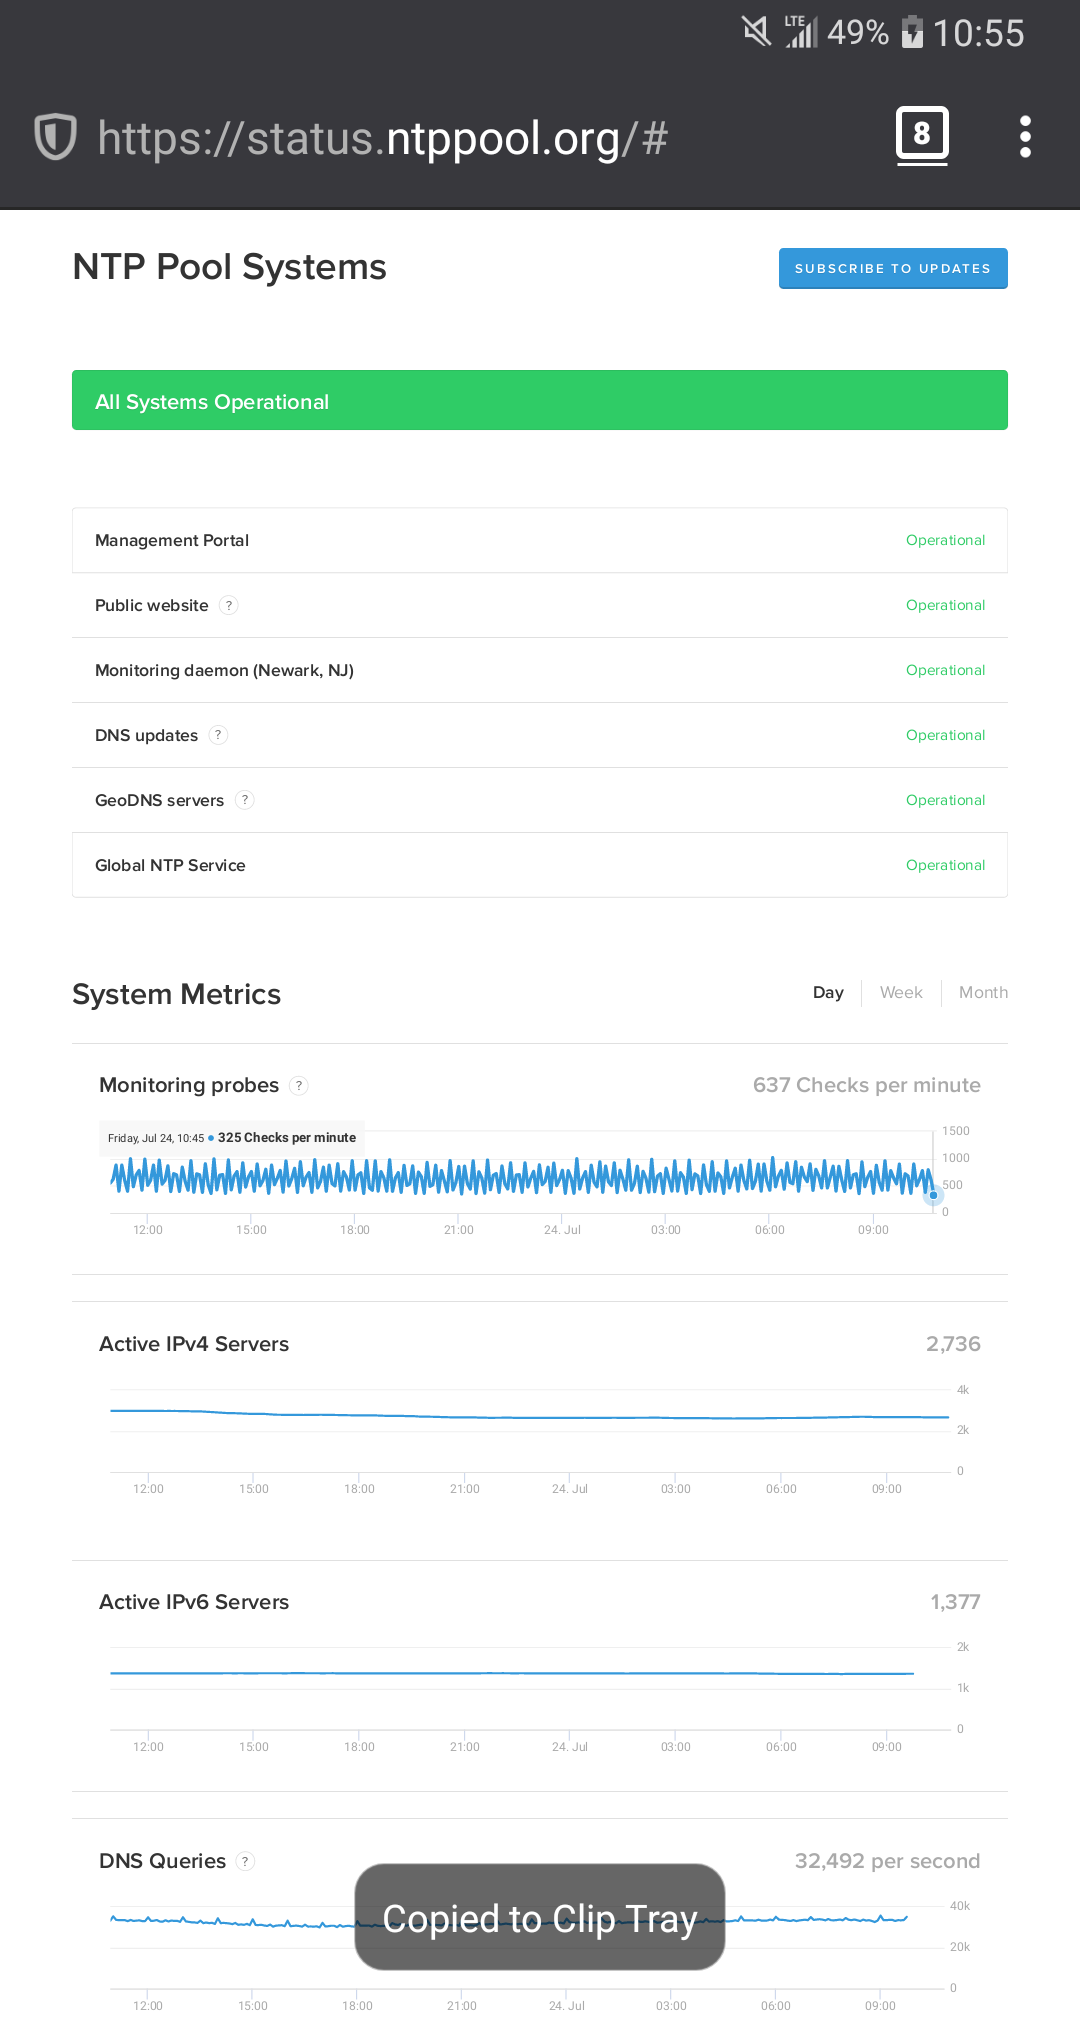 LTE 49% 10:55
https://status.ntppool.org/# 8
NTP Pool Systems SUBSCRIBE TO UPDATES
All Systems Operational
Management Portal Operational
Public website ? Operational
Monitoring daemon (Newark, NJ) Operational
DNS updates ? Operational
GeoDNS servers ? Operational
Global NTP Service Operational
System Metrics Day Week Month
Monitoring probes ? 637 Checks per minute
Friday, Jul 24, 10:45 ● 325 Checks per minute 1500
1000
500
0
12:00 15:00 18:00 21:00 24. Jul 03:00 06:00 09:00
Active IPv4 Servers 2,736
4k
2k
0
12:00 15:00 18:00 21:00 24. Jul 03:00 06:00 09:00
Active IPv6 Servers 1,377
2k
1k
0
12:00 15:00 18:00 21:00 24. Jul 03:00 06:00 09:00
DNS Queries ? 32,492 per second
40k
Copied to Clip Tray
20k
0
12:00 15:00 18:00 21:00 24. Jul 03:00 06:00 09:00